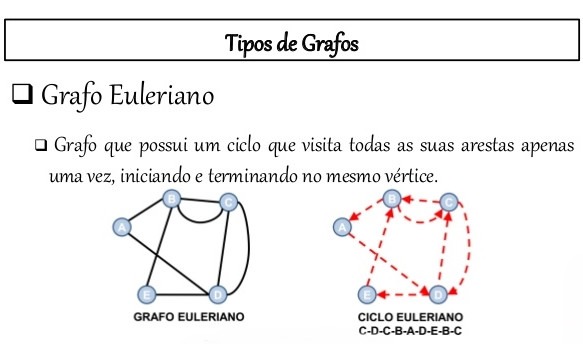 Tipos de Grafos
Grafo Euleriano
Grafo que possui um ciclo que visita todas as suas arestas apenas
uma vez, iniciando e terminando no mesmo vértice.
B
C
A
E
D
B
C
A
E
D
GRAFO EULERIANO
CICLO EULERIANO
C-D-C-B-A-D-E-B-C